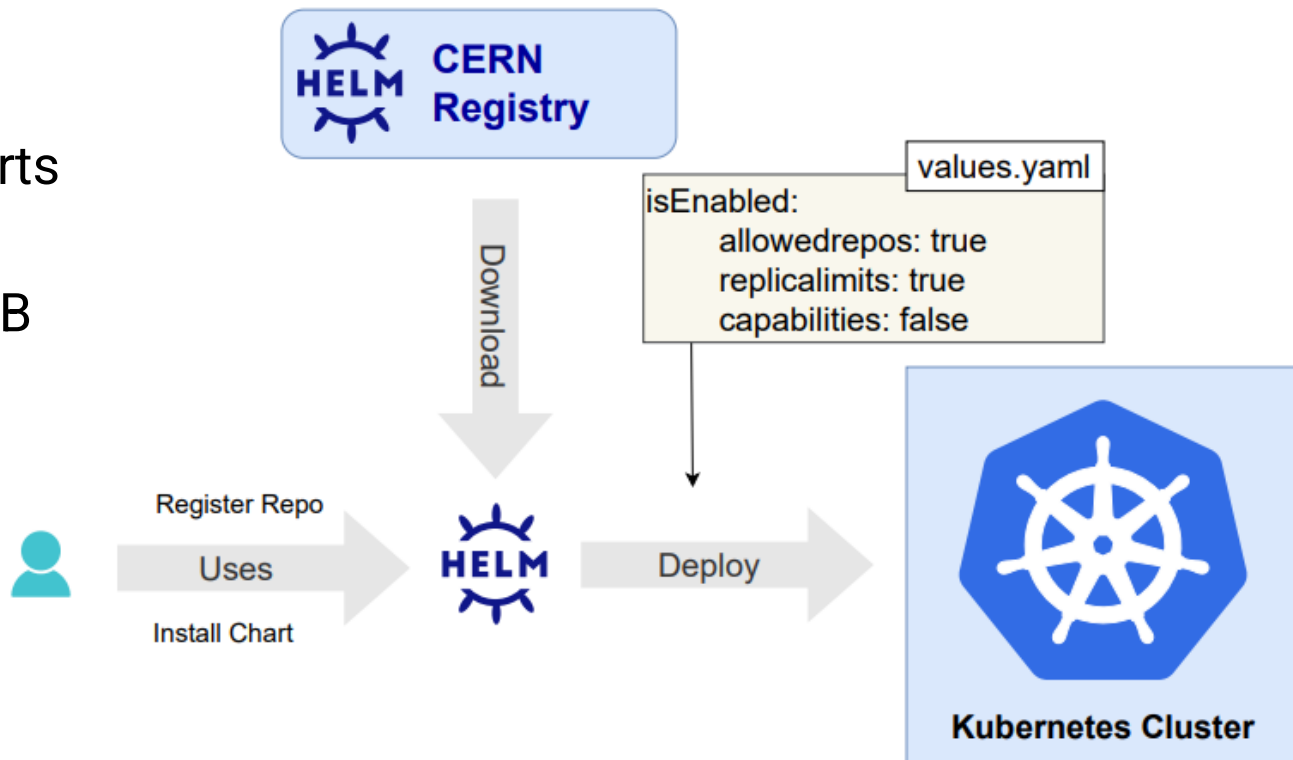 HELM
CERN
Registry
rts
B
values.yaml
isEnabled:
allowedrepos: true
replicalimits: true
capabilities: false
Download
Register Repo
Uses
Install Chart
HELM
Deploy
Kubernetes Cluster